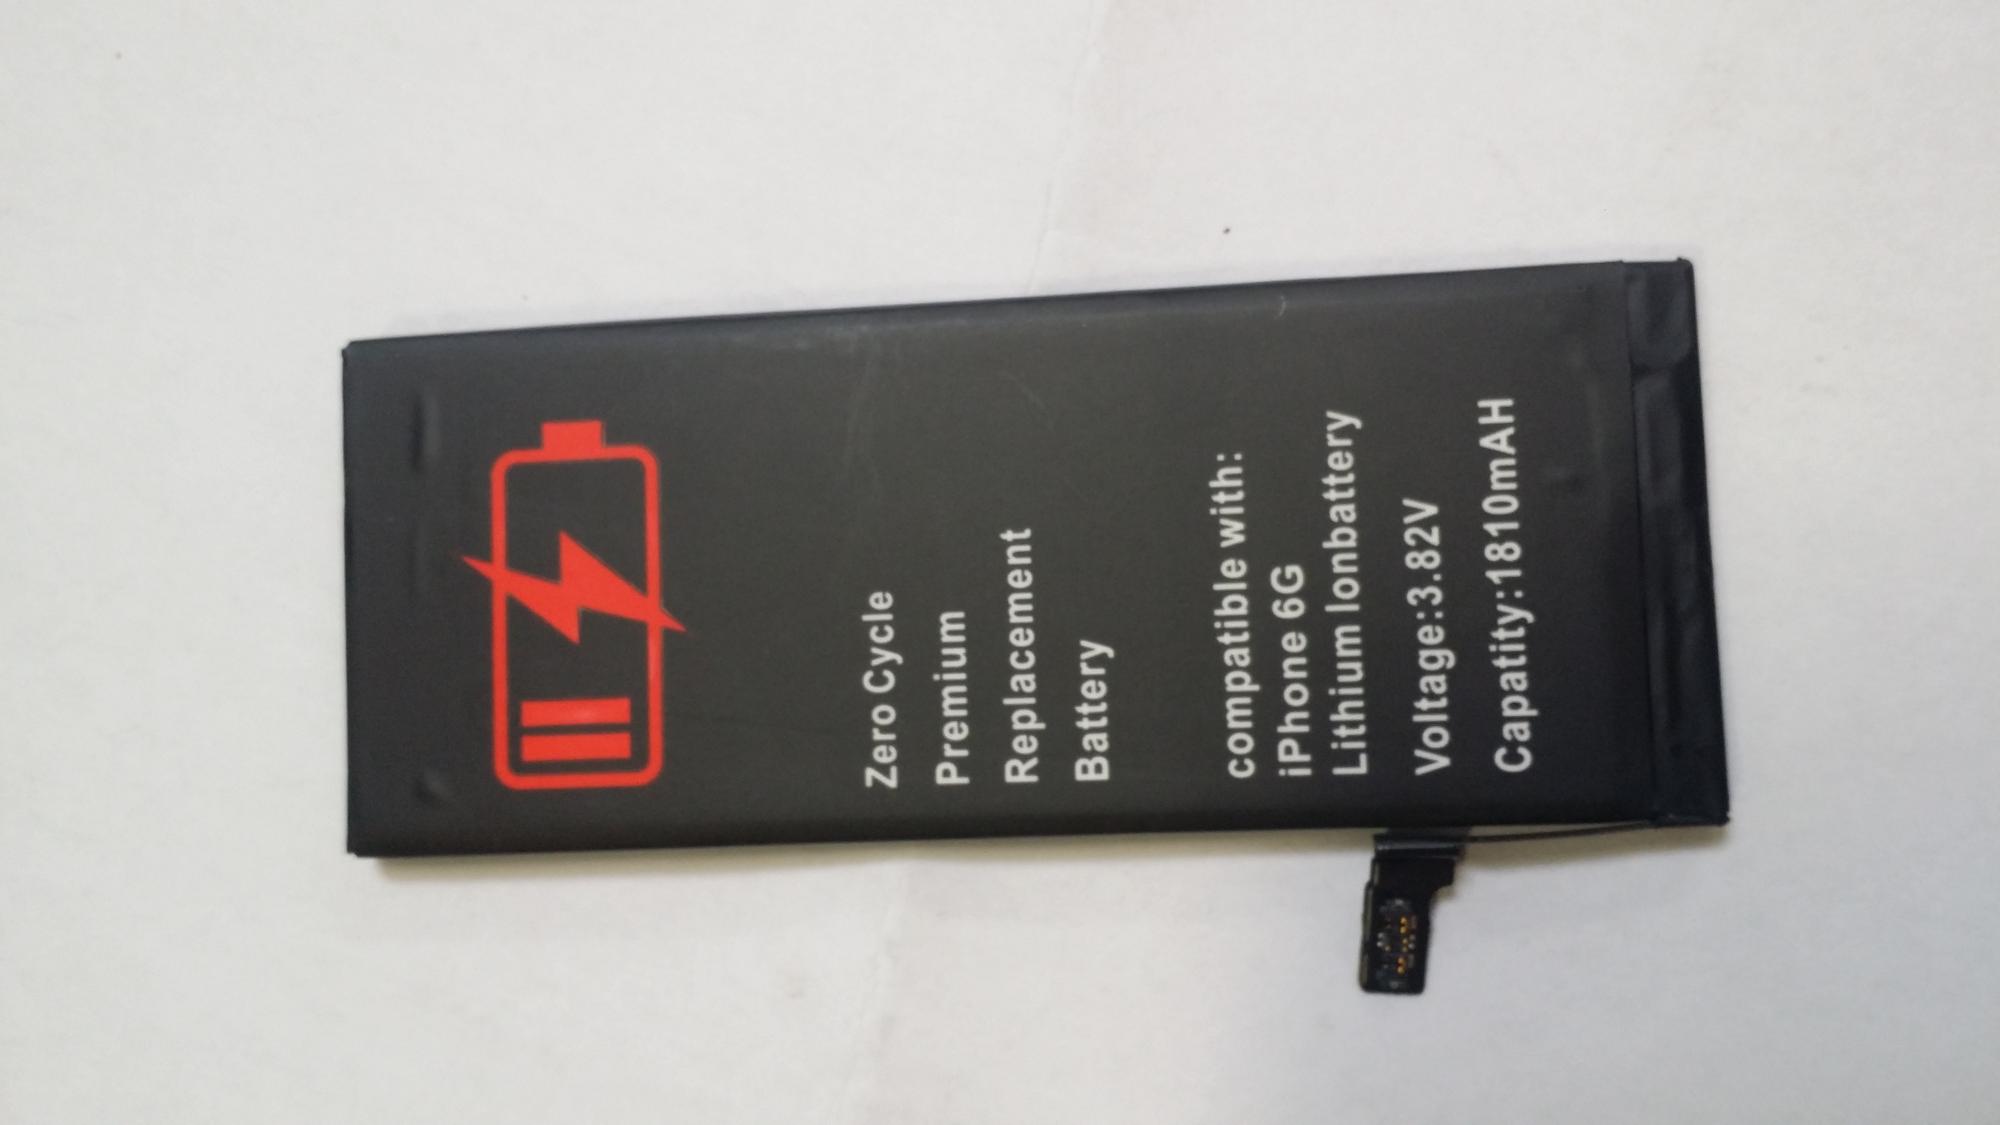 Zero Cycle
Premium
Replacement
Battery
compatible with:
iPhone 6G
Lithium Ionbattery
Voltage:3.82V
Capatity:1810mAH